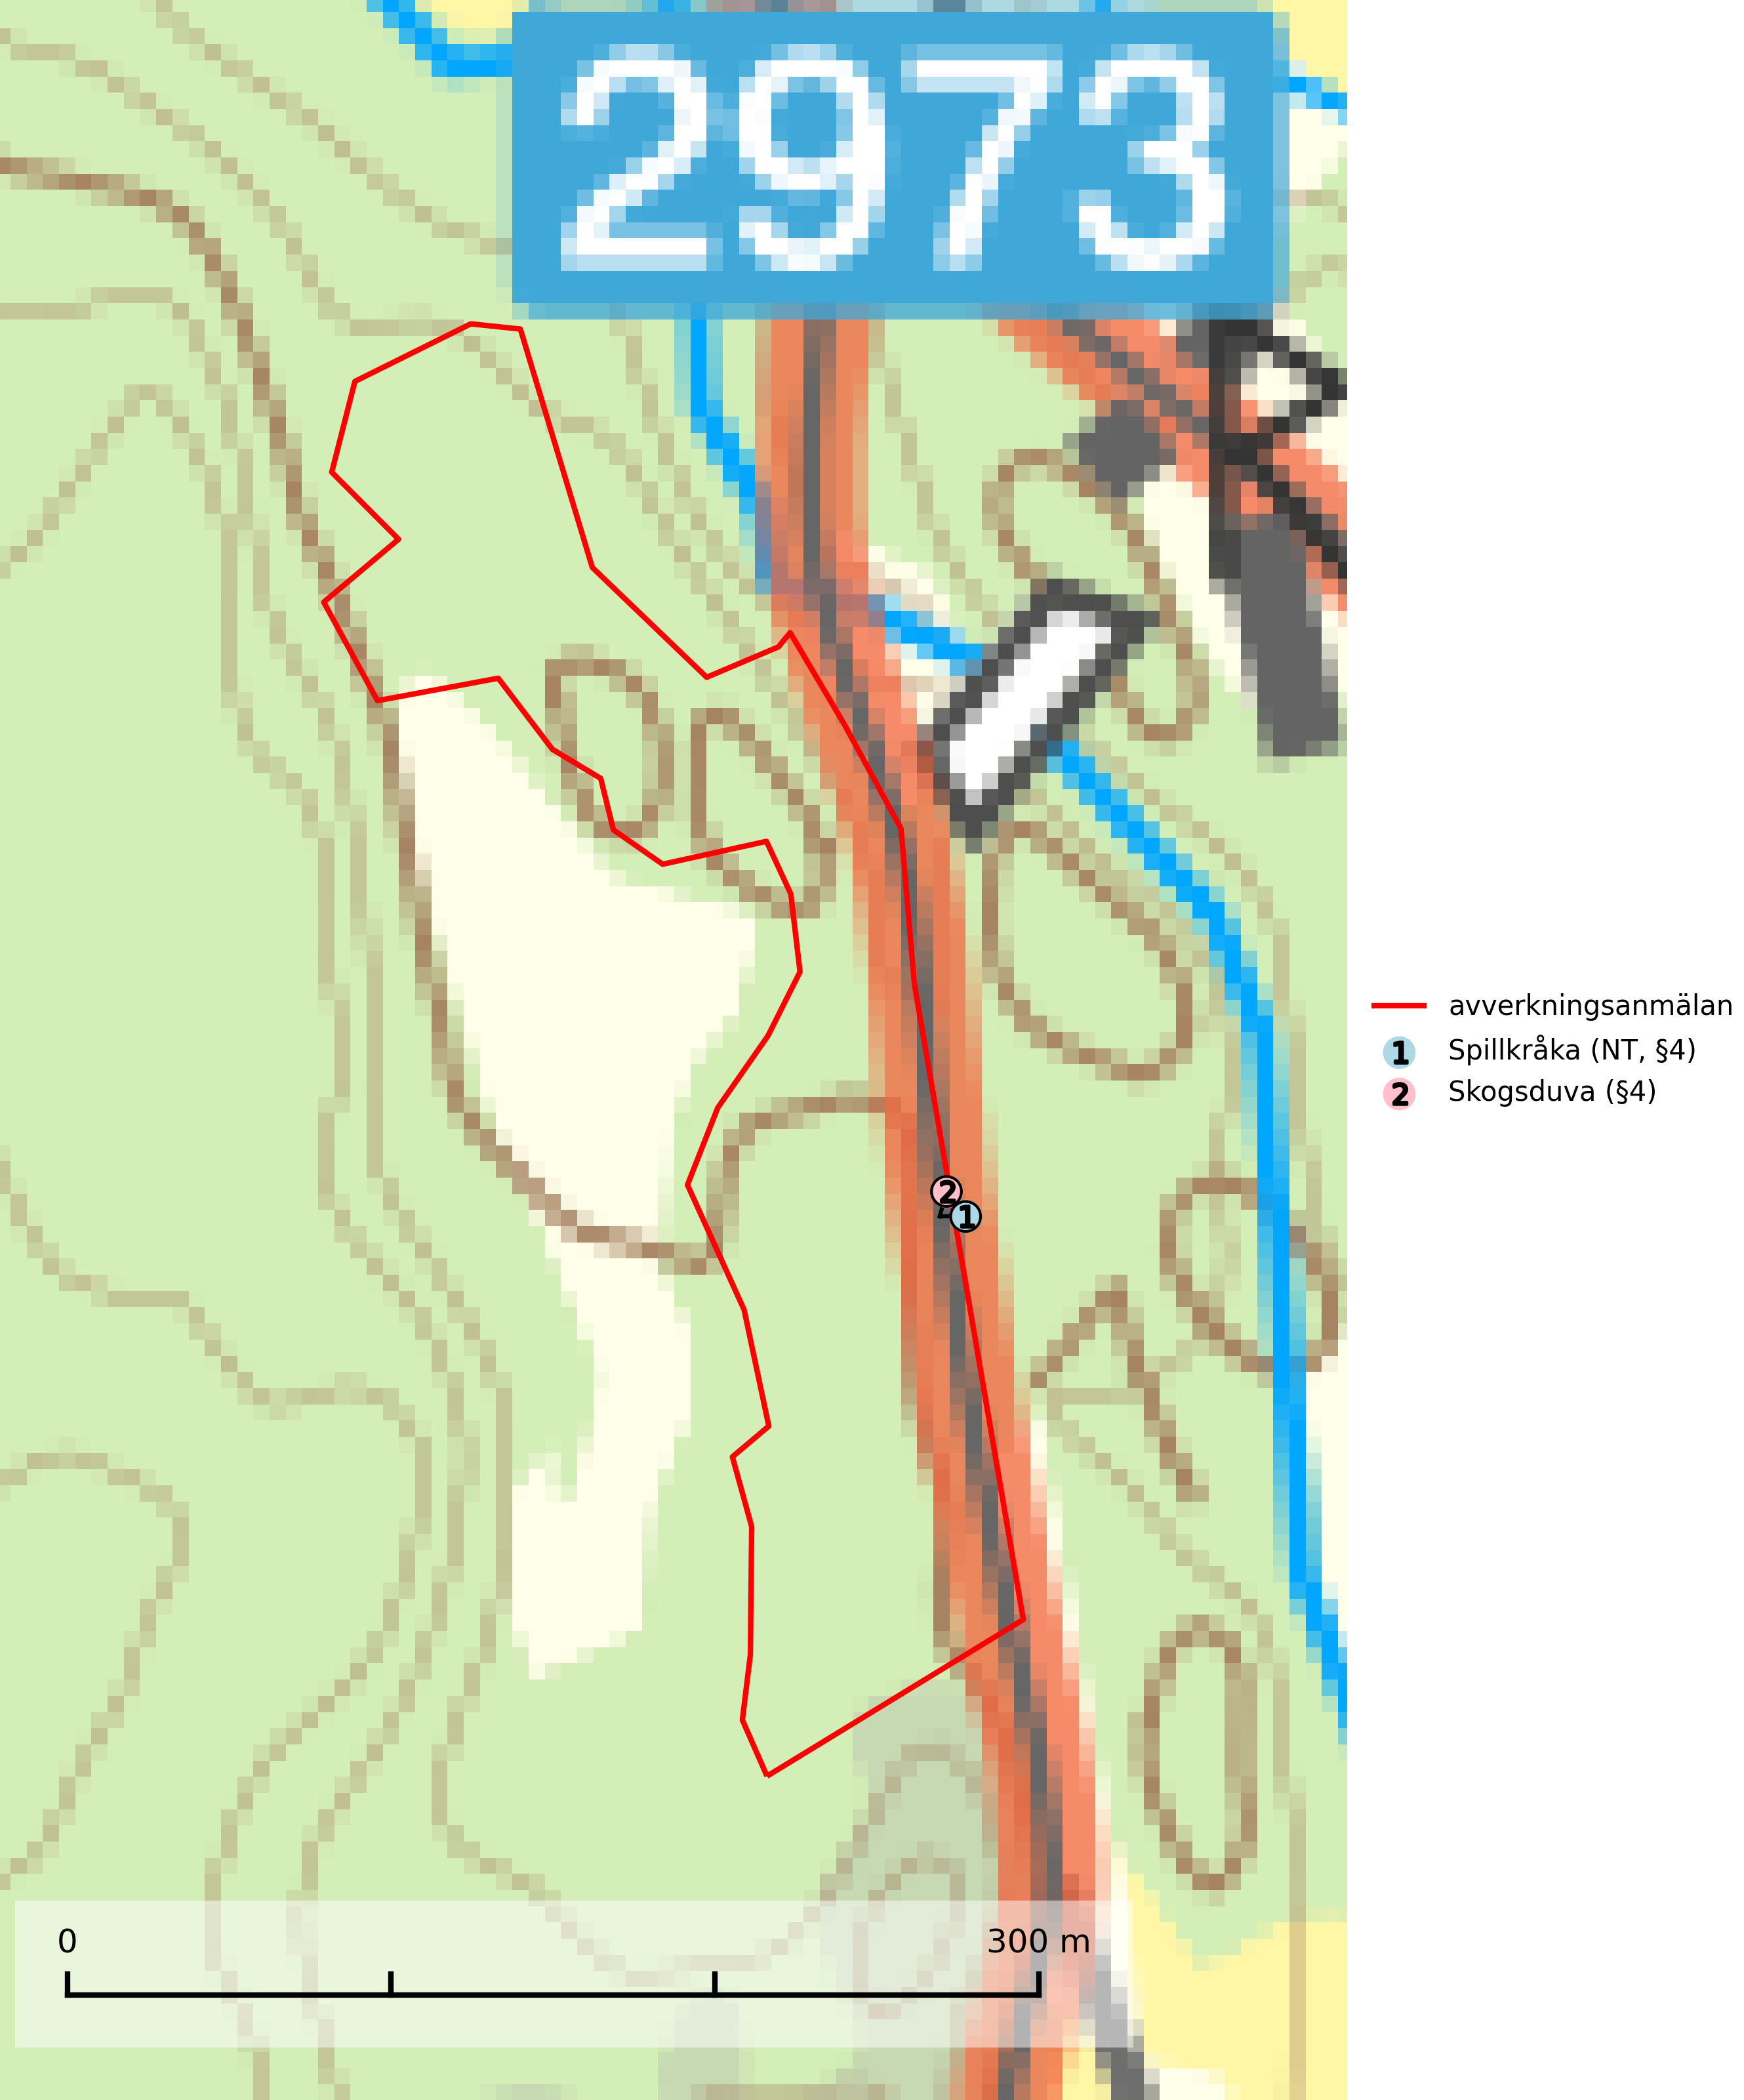 2973
avverkningsanmälan
1 Spillkråka (NT, §4)
2 Skogsduva (§4)
2
1
0 300 m